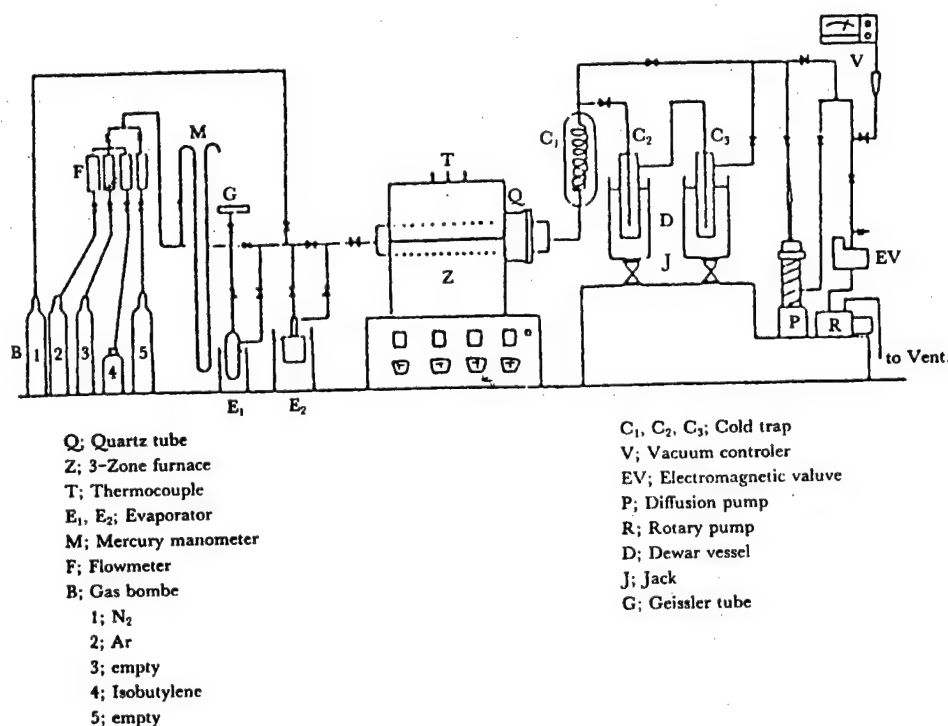 V
C₁
C₂
C₃
M
F
T
G
Q
D
Z
J
EV
B
1
2
3
4
5
P
R
to Vent.
E₁
E₂
Q; Quartz tube
Z; 3-Zone furnace
T; Thermocouple
E₁, E₂; Evaporator
M; Mercury manometer
F; Flowmeter
B; Gas bombe
1; N₂
2; Ar
3; empty
4; Isobutylene
5; empty
C₁, C₂, C₃; Cold trap
V; Vacuum controler
EV; Electromagnetic valuve
P; Diffusion pump
R; Rotary pump
D; Dewar vessel
J; Jack
G; Geissler tube